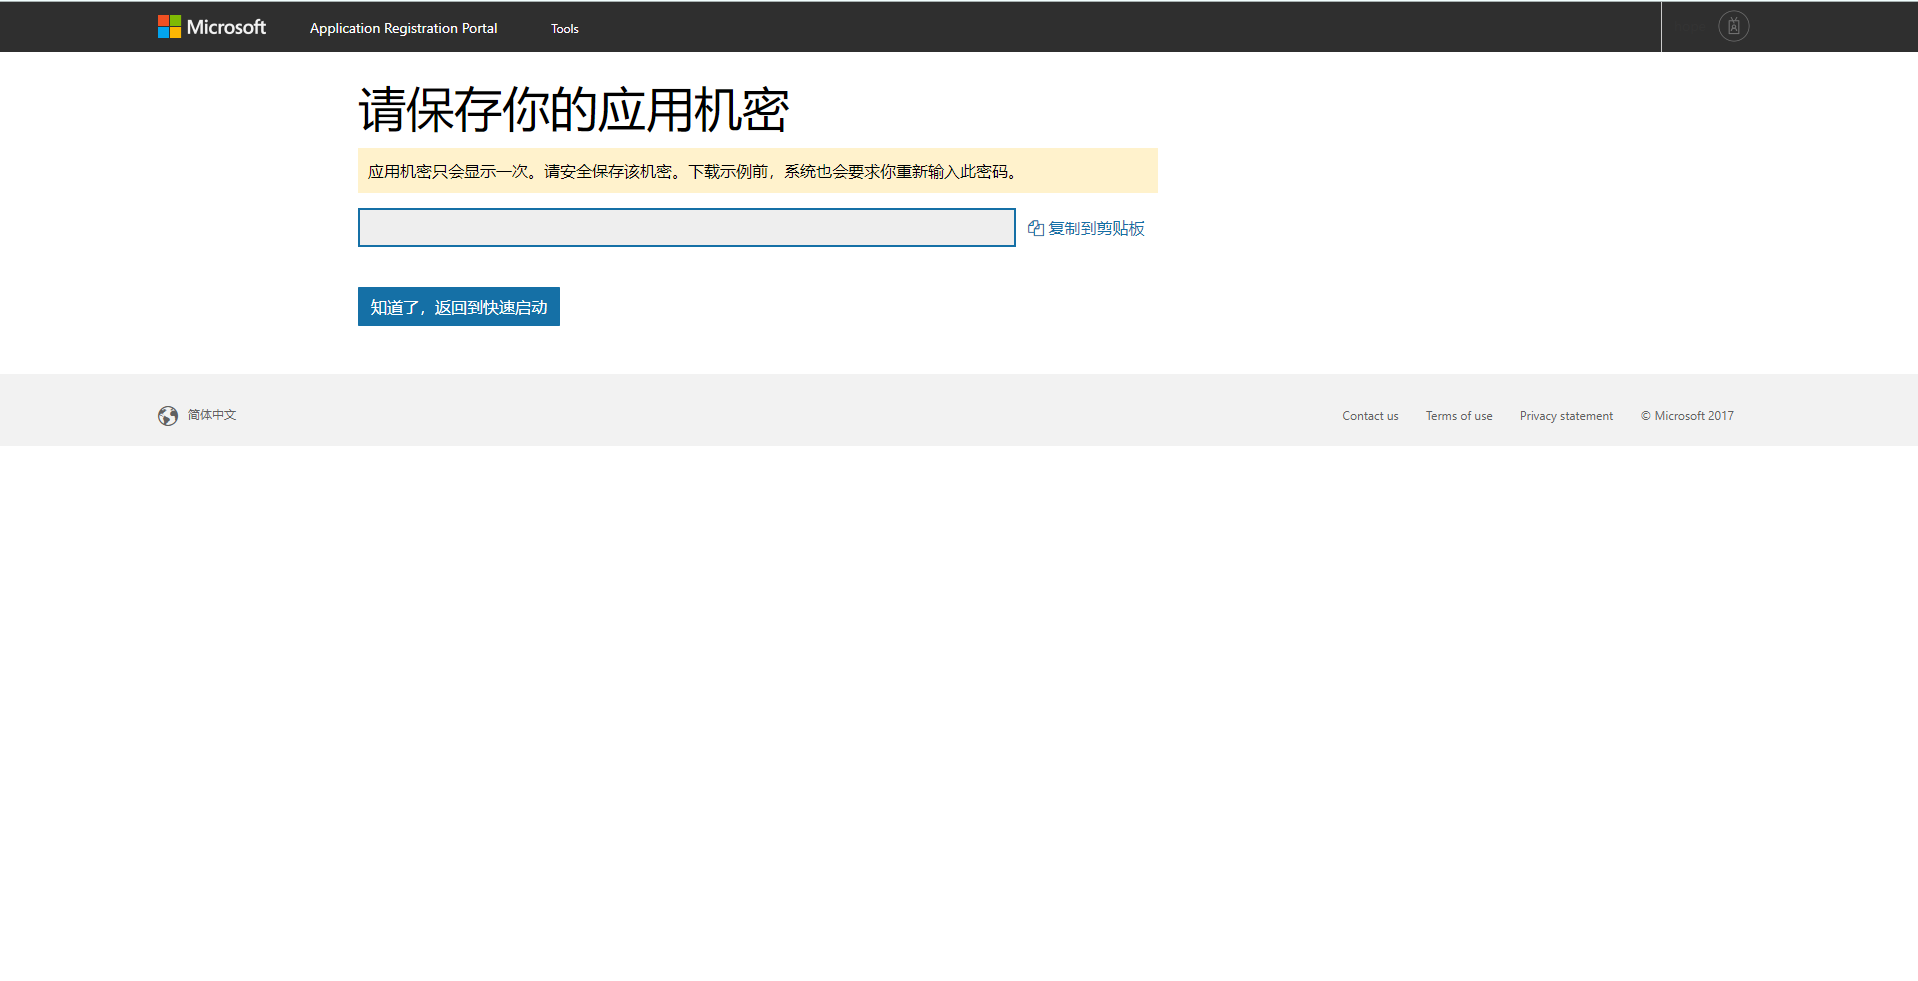 Microsoft
Application Registration Portal
Tools
请保存你的应用机密
应用机密只会显示一次。请安全保存该机密。下载示例前，系统也会要求你重新输入此密码。
复制到剪贴板
知道了，返回到快速启动
简体中文
Contact us
Terms of use
Privacy statement
© Microsoft 2017